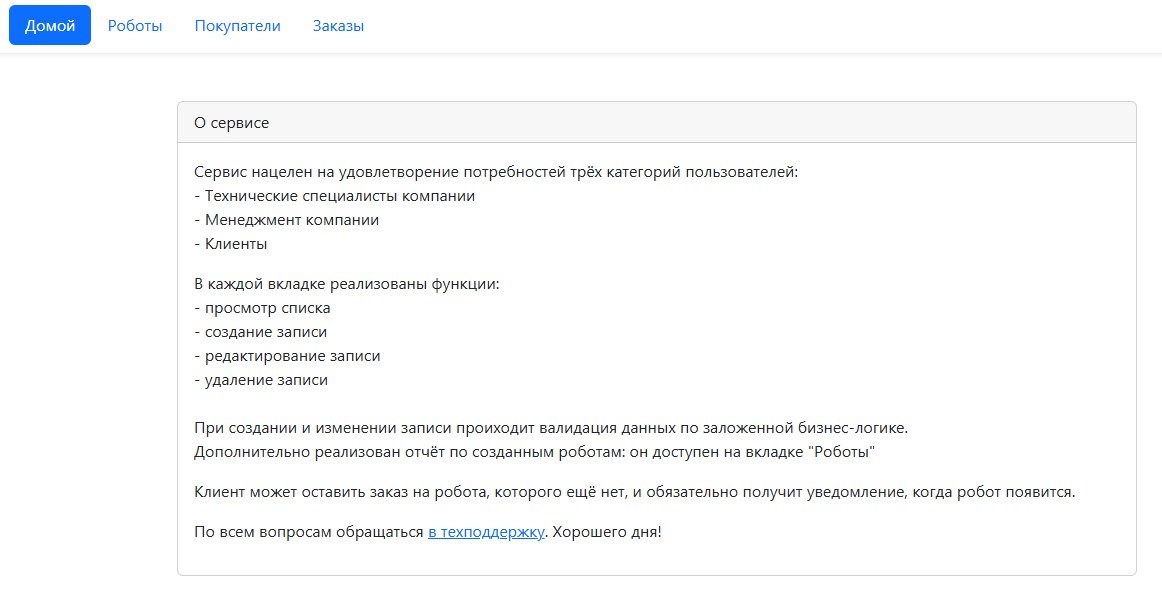 Домой Роботы Покупатели Заказы
О сервисе
Сервис нацелен на удовлетворение потребностей трёх категорий пользователей:
- Технические специалисты компании
- Менеджмент компании
- Клиенты
В каждой вкладке реализованы функции:
- просмотр списка
- создание записи
- редактирование записи
- удаление записи
При создании и изменении записи проиходит валидация данных по заложенной бизнес-логике.
Дополнительно реализован отчёт по созданным роботам: он доступен на вкладке "Роботы"
Клиент может оставить заказ на робота, которого ещё нет, и обязательно получит уведомление, когда робот появится.
По всем вопросам обращаться в техподдержку. Хорошего дня!